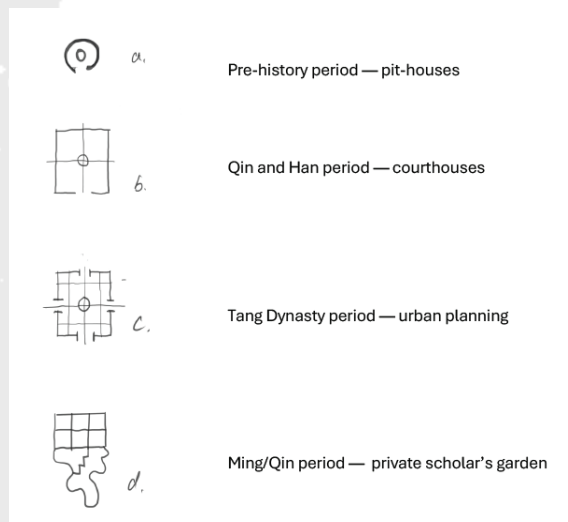 a. Pre-history period — pit-houses
b. Qin and Han period — courthouses
c. Tang Dynasty period — urban planning
d. Ming/Qin period — private scholar's garden